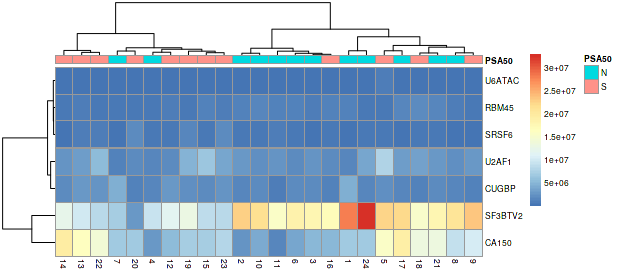 PSA50
U6ATAC
RBM45
SRSF6
U2AF1
CUGBP
SF3BTV2
CA150
14 13 22 7 20 4 12 19 15 23 2 10 11 6 3 16 1 24 5 17 18 21 8 9
3e+07
2.5e+07
2e+07
1.5e+07
1e+07
5e+06
PSA50
N
S